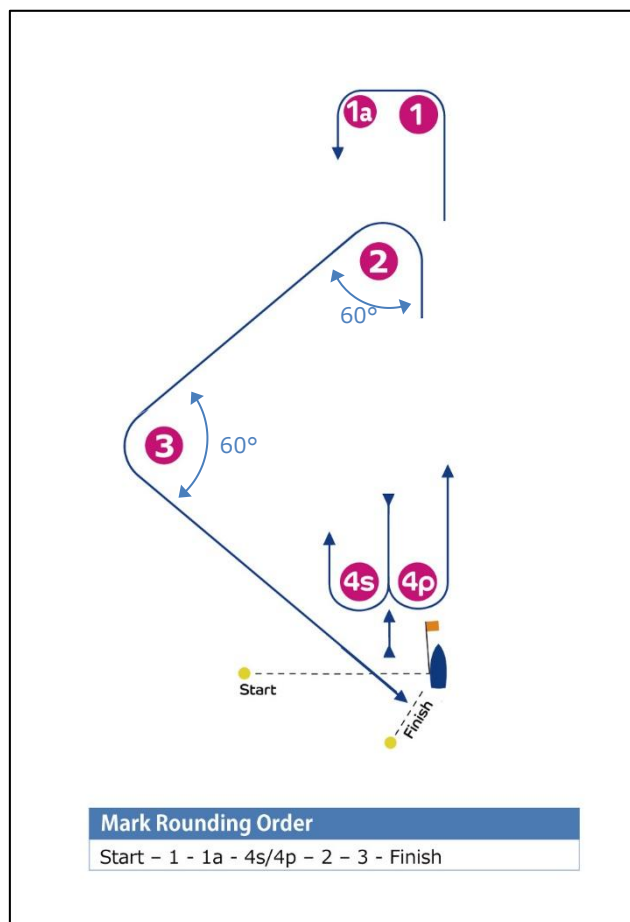 1a 1
2
60°
3
60°
4s 4p
Start
Finish
Mark Rounding Order
Start – 1 - 1a - 4s/4p – 2 – 3 - Finish